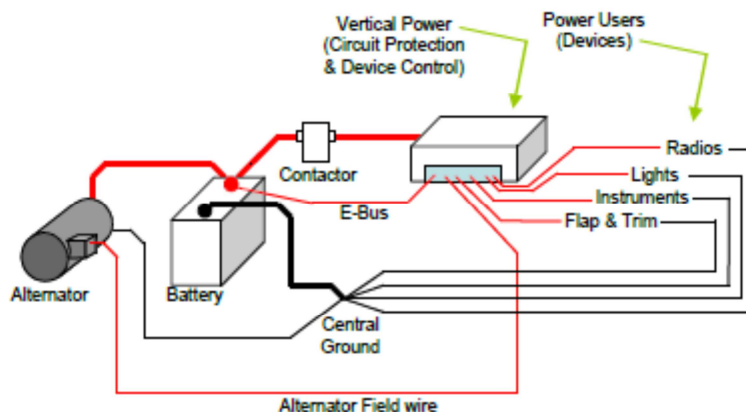 Vertical Power
(Circuit Protection
& Device Control)
Power Users
(Devices)
Contactor
Radios
Lights
Instruments
Flap & Trim
E-Bus
Alternator
Battery
Central
Ground
Alternator Field wire